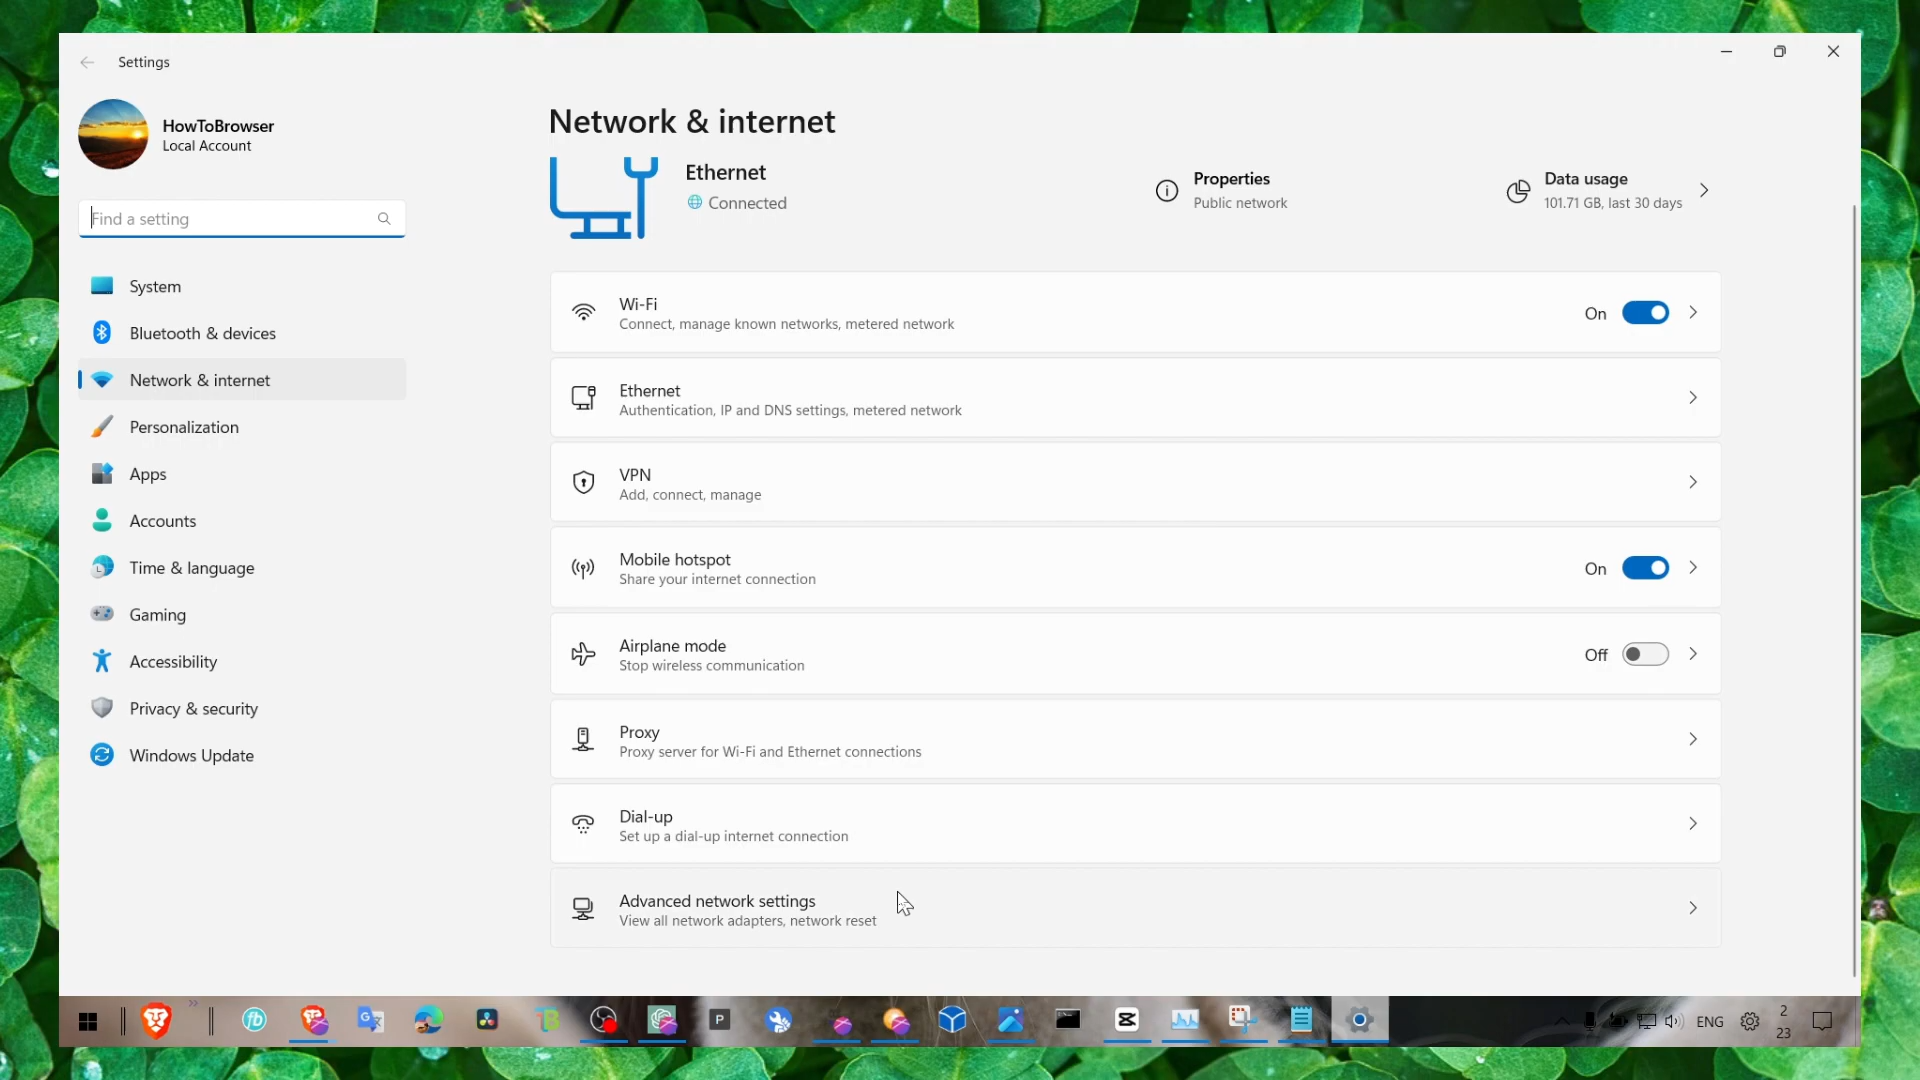 Settings
HowToBrowser
Local Account
Find a setting
System
Bluetooth & devices
Network & internet
Personalization
Apps
Accounts
Time & language
Gaming
Accessibility
Privacy & security
Windows Update
Network & internet
Ethernet
Connected
Properties
Public network
Data usage
101.71 GB, last 30 days
Wi-Fi
Connect, manage known networks, metered network
On
Ethernet
Authentication, IP and DNS settings, metered network
VPN
Add, connect, manage
Mobile hotspot
Share your internet connection
On
Airplane mode
Stop wireless communication
Off
Proxy
Proxy server for Wi-Fi and Ethernet connections
Dial-up
Set up a dial-up internet connection
Advanced network settings
View all network adapters, network reset
fb
G
B
P
ENG
2
23